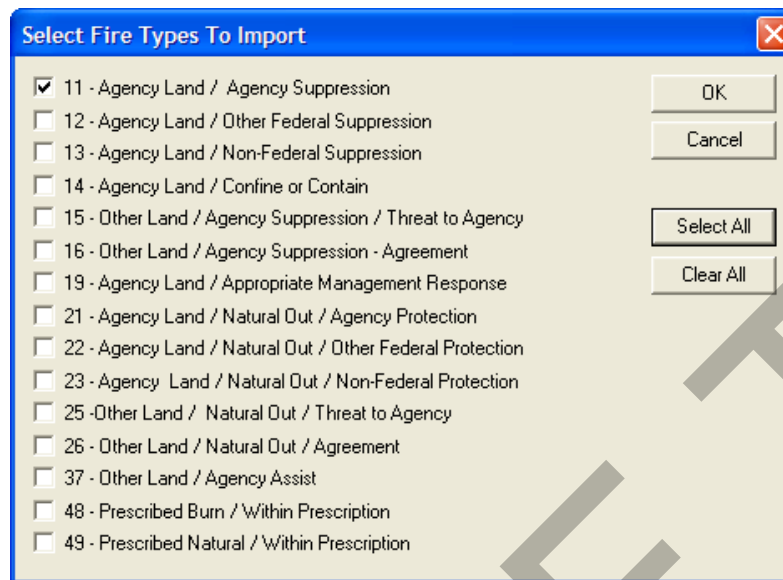 Select Fire Types To Import
11 - Agency Land / Agency Suppression
12 - Agency Land / Other Federal Suppression
13 - Agency Land / Non-Federal Suppression
14 - Agency Land / Confine or Contain
15 - Other Land / Agency Suppression / Threat to Agency
16 - Other Land / Agency Suppression - Agreement
19 - Agency Land / Appropriate Management Response
21 - Agency Land / Natural Out / Agency Protection
22 - Agency Land / Natural Out / Other Federal Protection
23 - Agency Land / Natural Out / Non-Federal Protection
25 -Other Land / Natural Out / Threat to Agency
26 - Other Land / Natural Out / Agreement
37 - Other Land / Agency Assist
48 - Prescribed Burn / Within Prescription
49 - Prescribed Natural / Within Prescription
OK
Cancel
Select All
Clear All